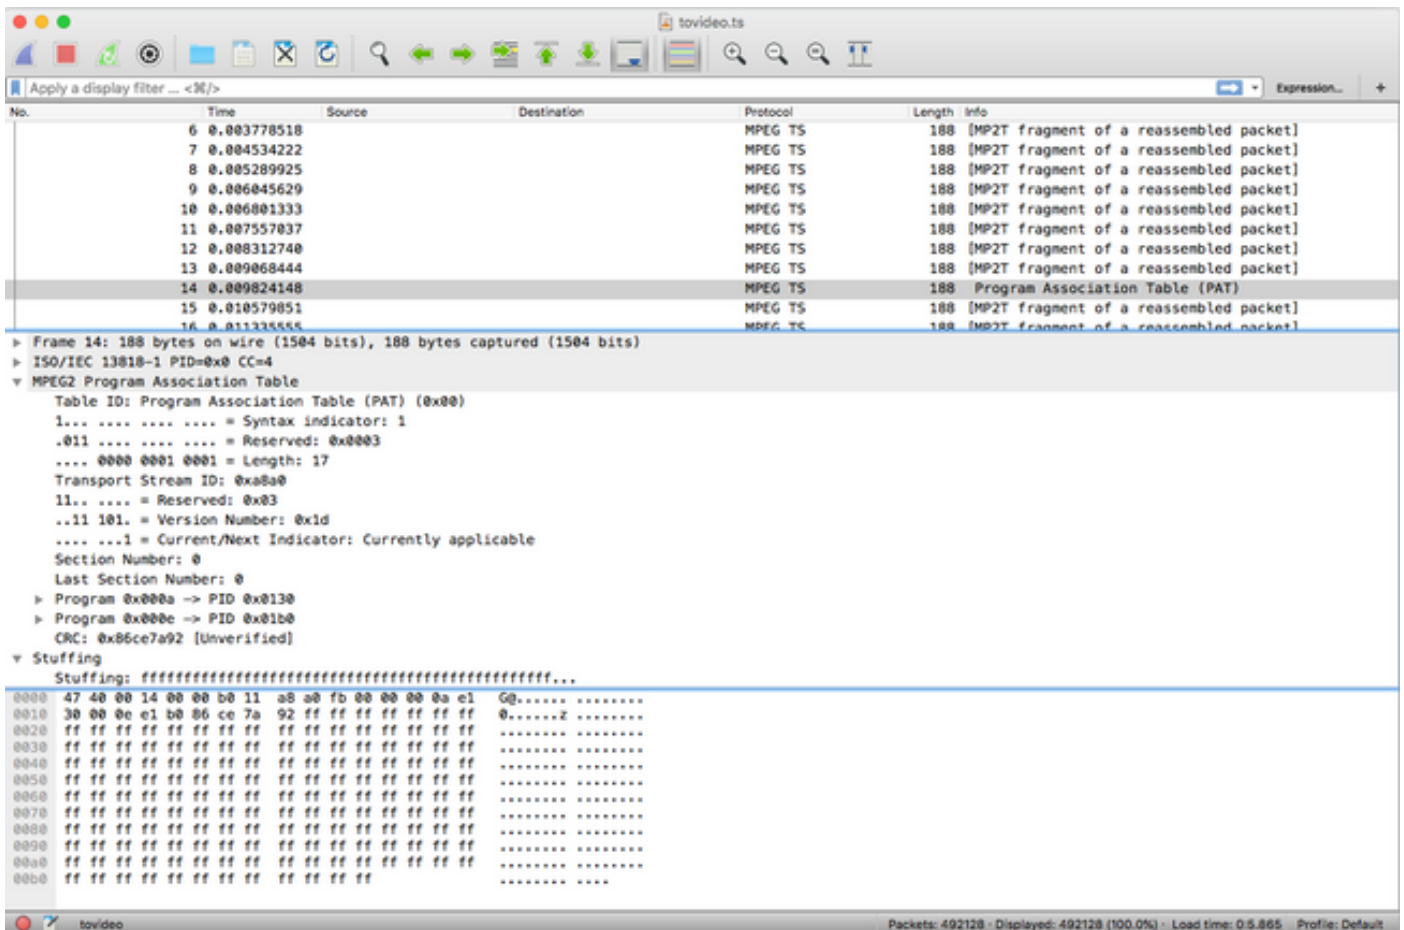 tovideo.ts
Apply a display filter ... <⌘/>
Expression...
+
No. Time Source Destination Protocol Length Info
6 0.003778518 MPEG TS 188 [MP2T fragment of a reassembled packet]
7 0.004534222 MPEG TS 188 [MP2T fragment of a reassembled packet]
8 0.005289925 MPEG TS 188 [MP2T fragment of a reassembled packet]
9 0.006045629 MPEG TS 188 [MP2T fragment of a reassembled packet]
10 0.006801333 MPEG TS 188 [MP2T fragment of a reassembled packet]
11 0.007557037 MPEG TS 188 [MP2T fragment of a reassembled packet]
12 0.008312740 MPEG TS 188 [MP2T fragment of a reassembled packet]
13 0.009068444 MPEG TS 188 [MP2T fragment of a reassembled packet]
14 0.009824148 MPEG TS 188 Program Association Table (PAT)
15 0.010579851 MPEG TS 188 [MP2T fragment of a reassembled packet]
16 0.011335555 MPEG TS 188 [MP2T fragment of a reassembled packet]
Frame 14: 188 bytes on wire (1504 bits), 188 bytes captured (1504 bits)
ISO/IEC 13818-1 PID=0x0 CC=4
MPEG2 Program Association Table
Table ID: Program Association Table (PAT) (0x00)
1... .... .... .... = Syntax indicator: 1
.011 .... .... .... = Reserved: 0x0003
.... 0000 0001 0001 = Length: 17
Transport Stream ID: 0xa8a0
11.. .... = Reserved: 0x03
..11 101. = Version Number: 0x1d
.... ...1 = Current/Next Indicator: Currently applicable
Section Number: 0
Last Section Number: 0
Program 0x000a -> PID 0x0130
Program 0x000e -> PID 0x01b0
CRC: 0x86ce7a92 [Unverified]
Stuffing
Stuffing: ffffffffffffffffffffffffffffffffffffffffffffffff...
0000 47 40 00 14 00 00 b0 11 a8 a0 fb 00 00 00 0a e1 G@...... ........
0010 30 00 0e e1 b0 86 ce 7a 92 ff ff ff ff ff ff ff 0......z ........
0020 ff ff ff ff ff ff ff ff ff ff ff ff ff ff ff ff ........ ........
0030 ff ff ff ff ff ff ff ff ff ff ff ff ff ff ff ff ........ ........
0040 ff ff ff ff ff ff ff ff ff ff ff ff ff ff ff ff ........ ........
0050 ff ff ff ff ff ff ff ff ff ff ff ff ff ff ff ff ........ ........
0060 ff ff ff ff ff ff ff ff ff ff ff ff ff ff ff ff ........ ........
0070 ff ff ff ff ff ff ff ff ff ff ff ff ff ff ff ff ........ ........
0080 ff ff ff ff ff ff ff ff ff ff ff ff ff ff ff ff ........ ........
0090 ff ff ff ff ff ff ff ff ff ff ff ff ff ff ff ff ........ ........
00a0 ff ff ff ff ff ff ff ff ff ff ff ff ff ff ff ff ........ ........
00b0 ff ff ff ff ff ff ff ff ff ff ff ff ........ ....
tovideo Packets: 492128 · Displayed: 492128 (100.0%) · Load time: 0:5.865 Profile: Default